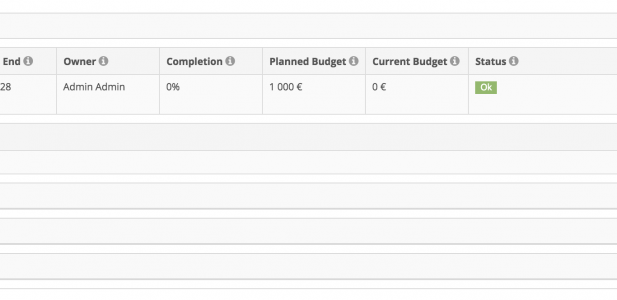 End Owner Completion Planned Budget Current Budget Status
28 Admin Admin 0% 1 000 € 0 € Ok